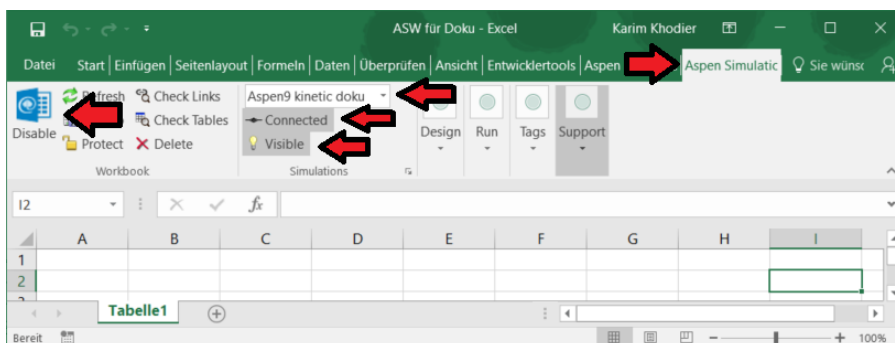 ASW für Doku - Excel
Karim Khodier
Datei Start Einfügen Seitenlayout Formeln Daten Überprüfen Ansicht Entwicklertools Aspen Aspen Simulatic Sie wünsc
Refresh Check Links Aspen9 kinetic doku
Disable Check Tables Connected Design Run Tags Support
Protect Delete Visible
Workbook Simulations
I2 fx
A B C D E F G H I
1
2
Tabelle1
Bereit 100%